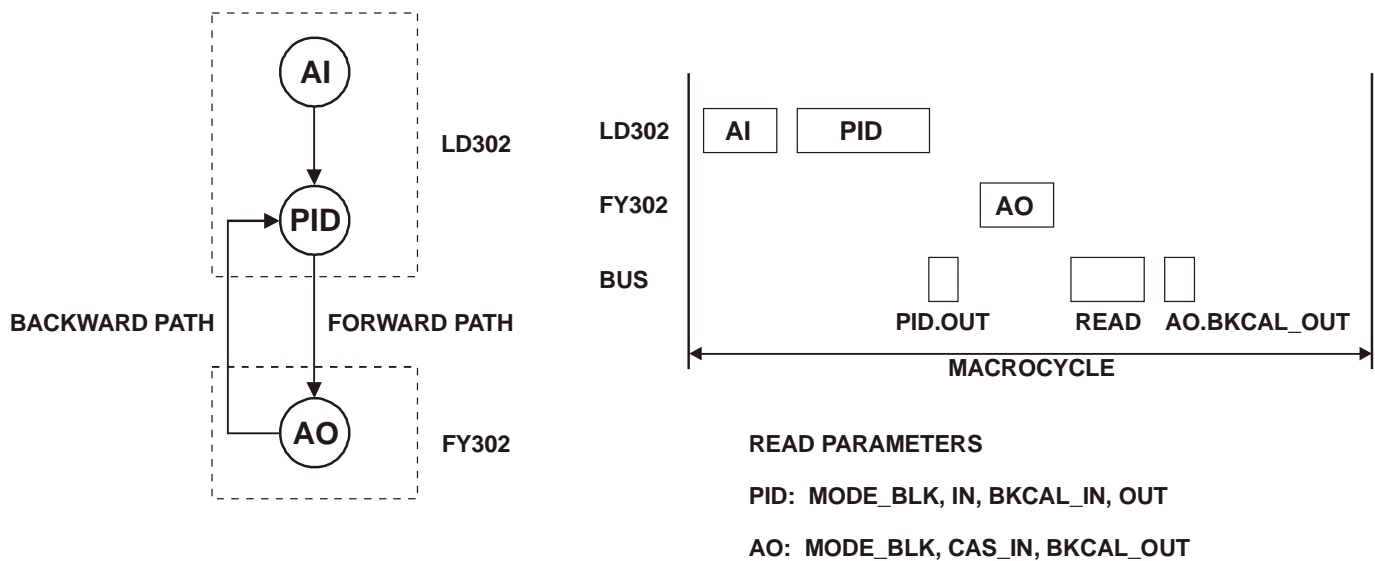 AI
LD302
PID
BACKWARD PATH
FORWARD PATH
AO
FY302
LD302
AI
PID
FY302
AO
BUS
PID.OUT
READ
AO.BKCAL_OUT
MACROCYCLE
READ PARAMETERS
PID: MODE_BLK, IN, BKCAL_IN, OUT
AO: MODE_BLK, CAS_IN, BKCAL_OUT